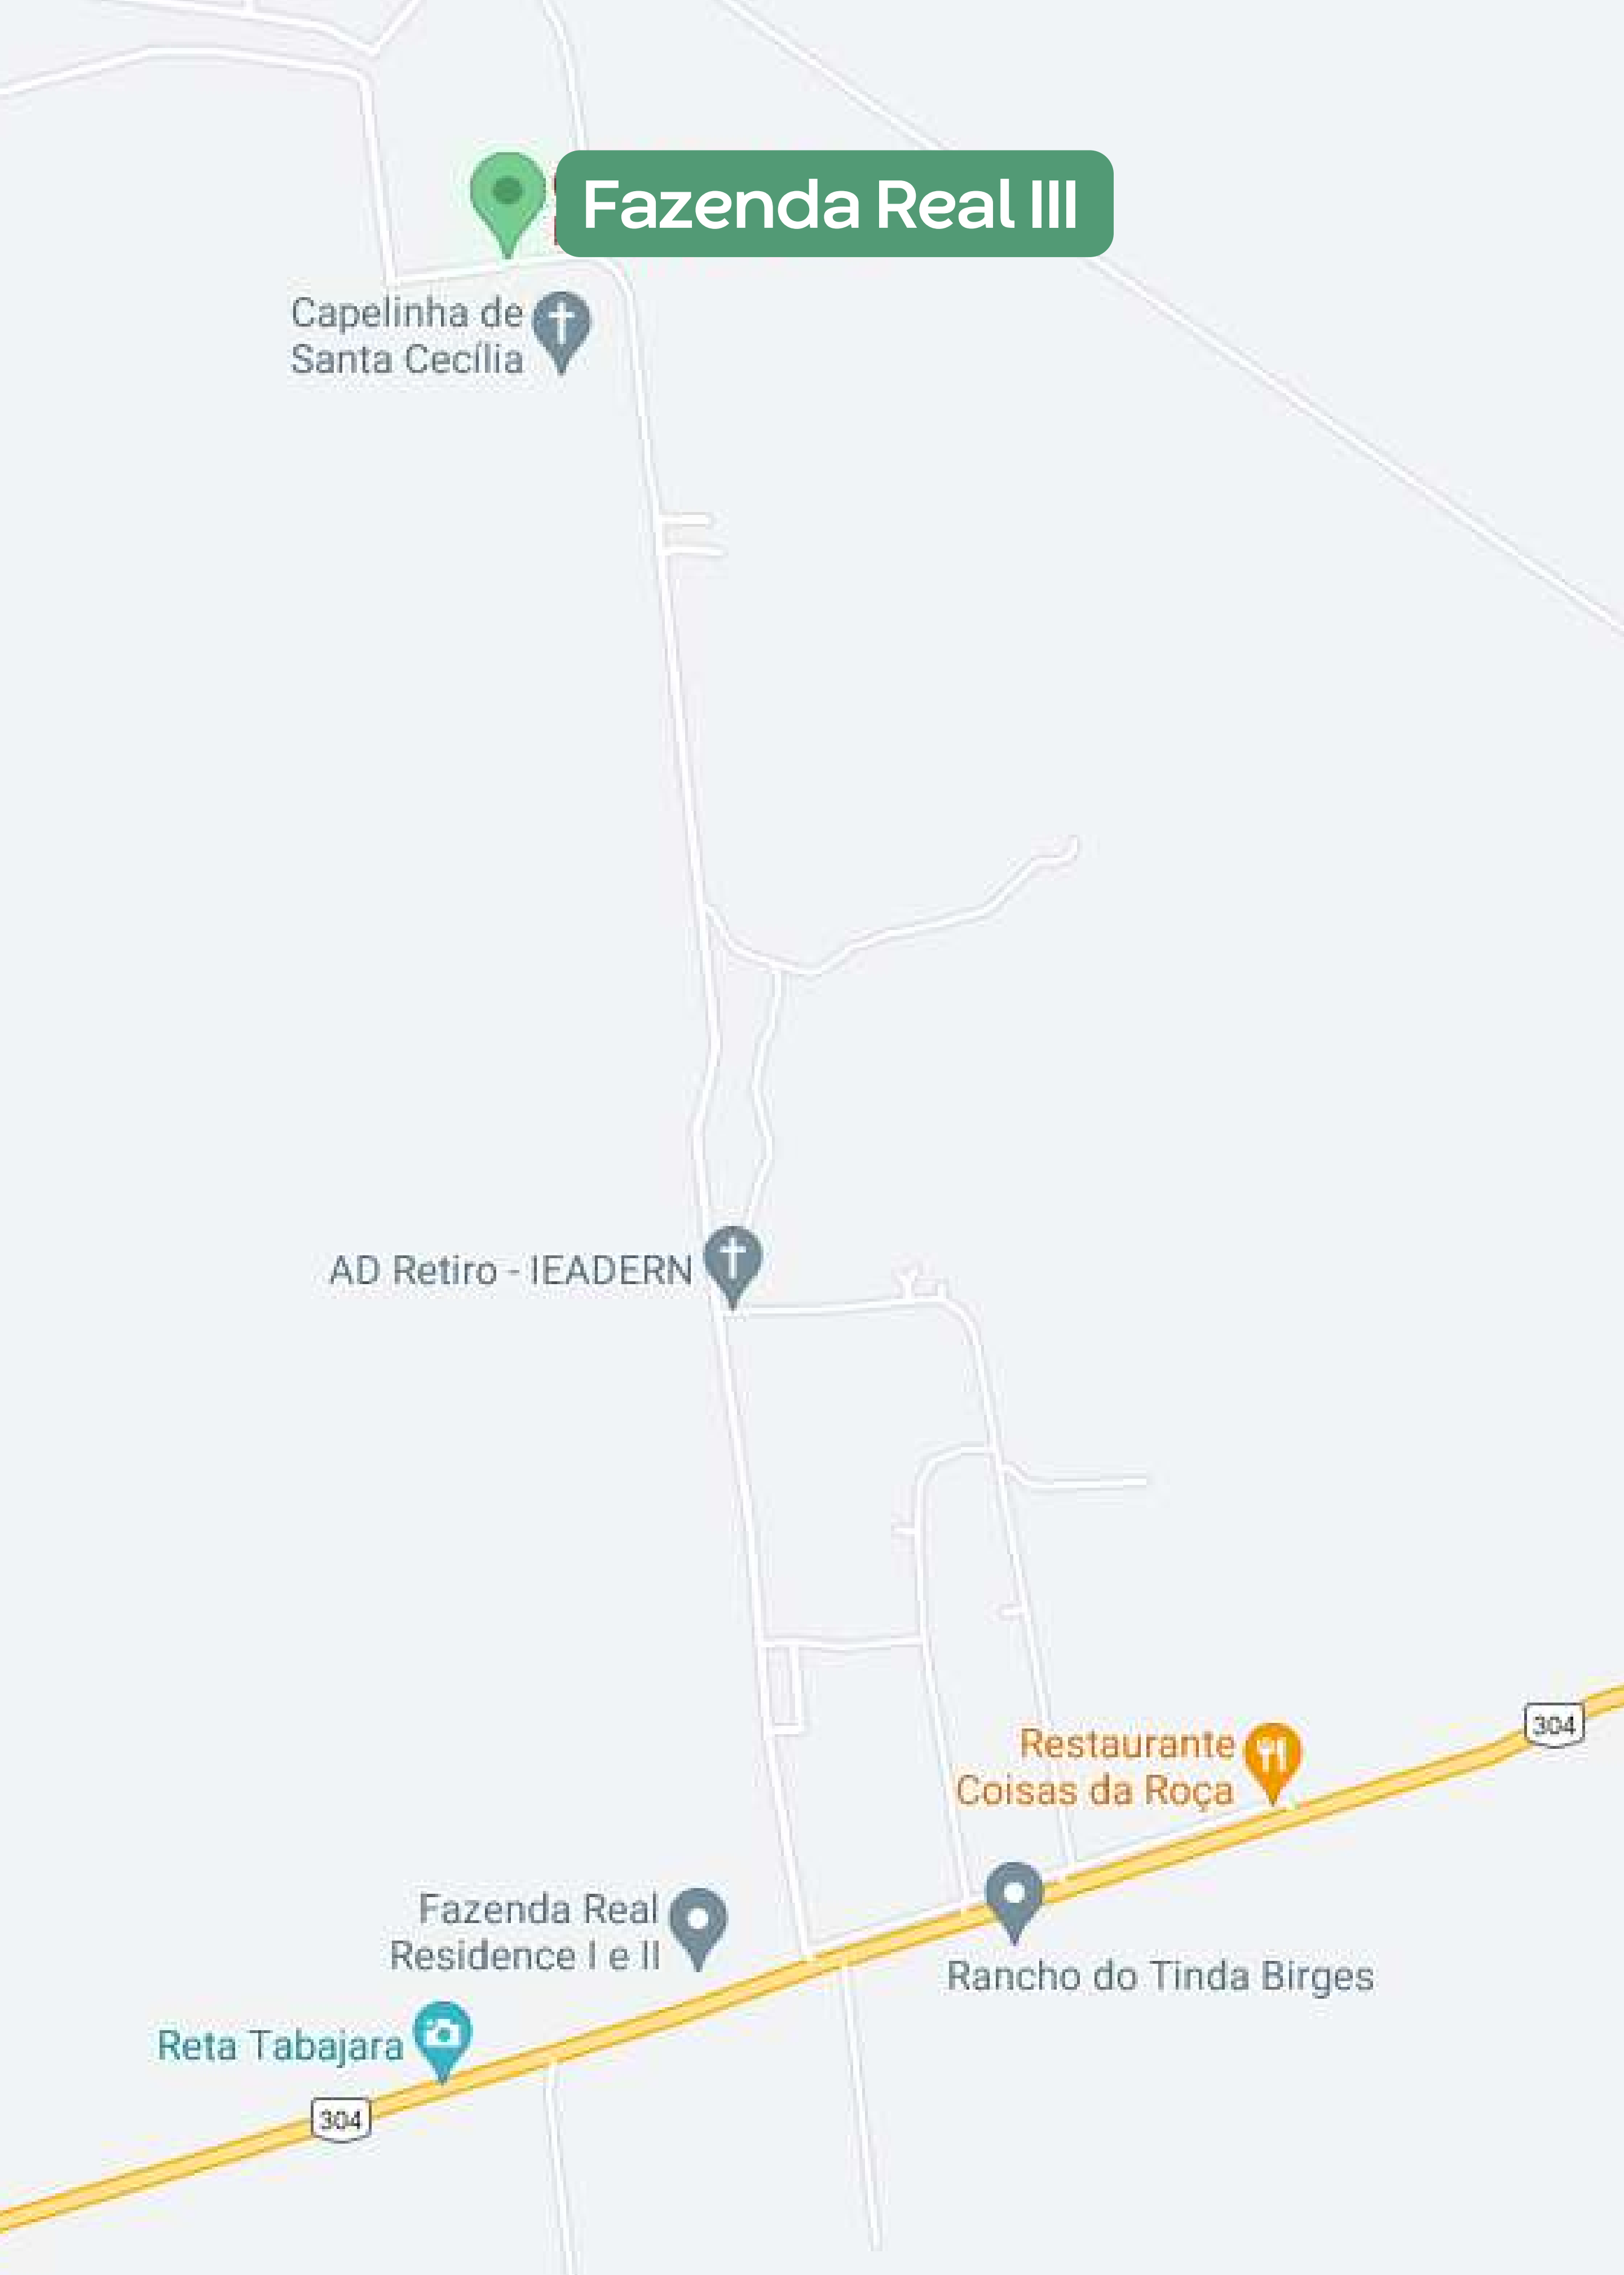 Fazenda Real III
Capelinha de
Santa Cecília
AD Retiro - IEADERN
304
Restaurante
Coisas da Roça
Fazenda Real
Residence I e II
Rancho do Tinda Birges
Reta Tabajara
304